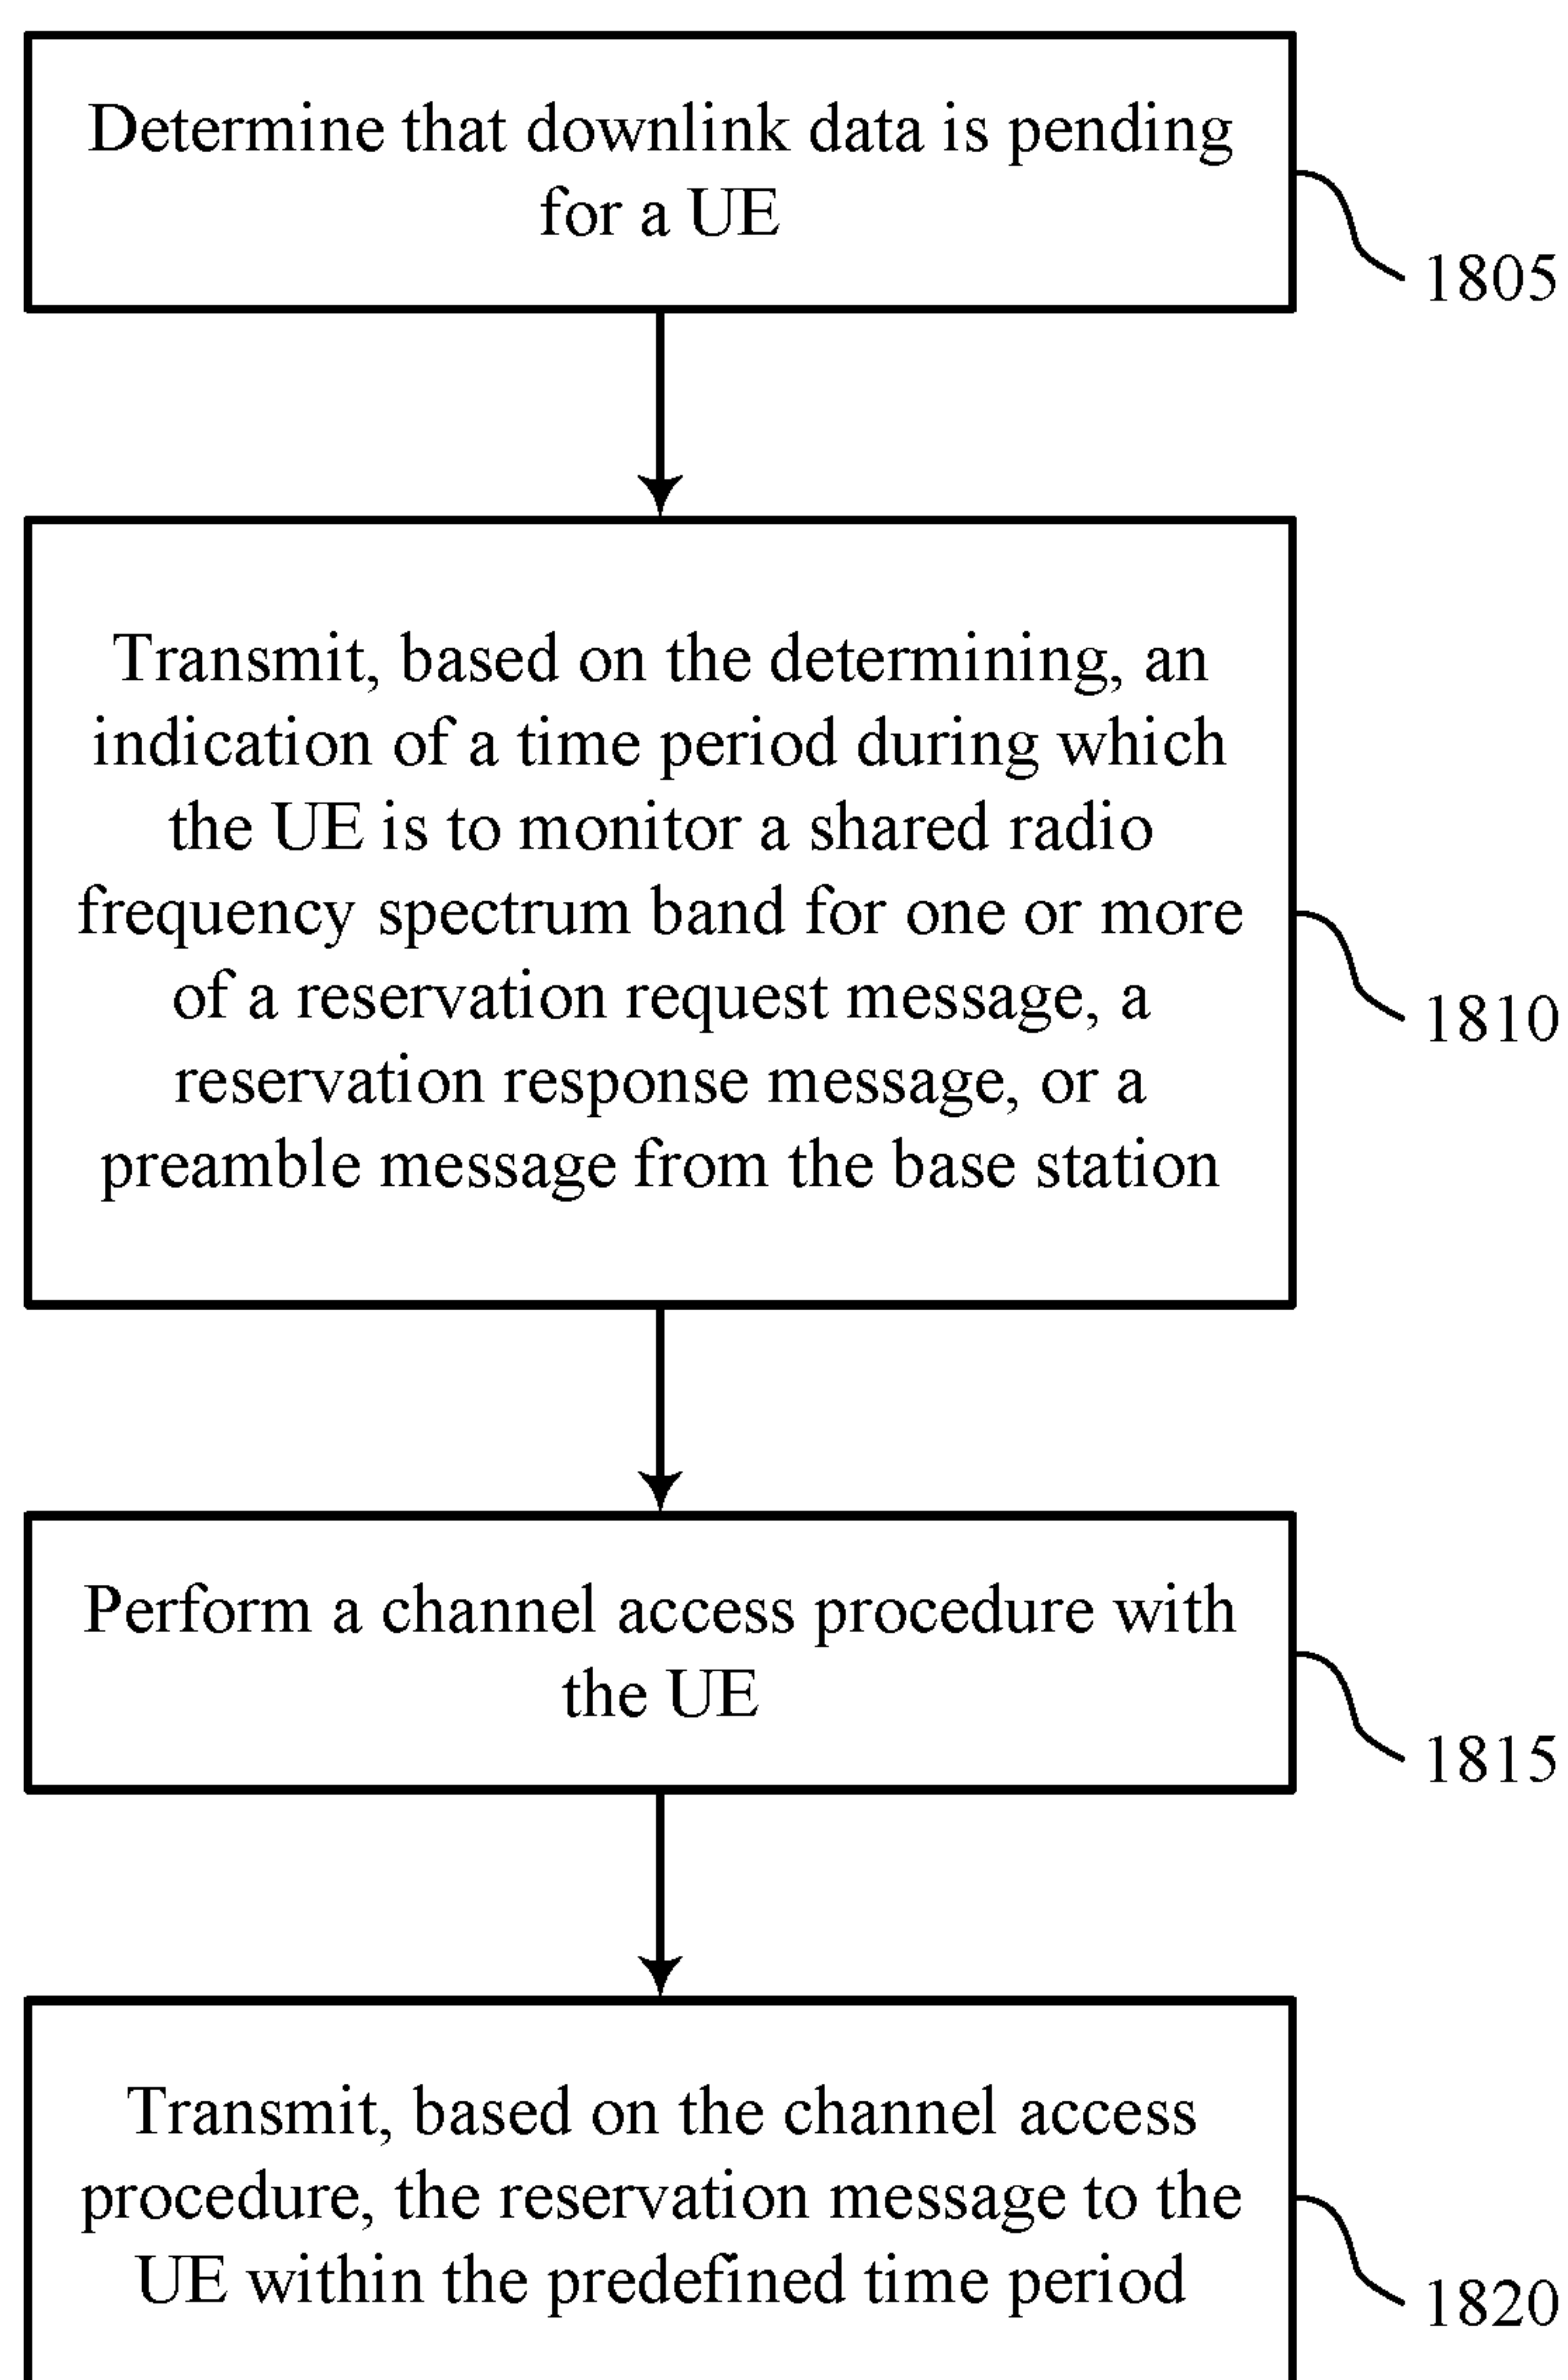 Determine that downlink data is pending
for a UE
1805
Transmit, based on the determining, an
indication of a time period during which
the UE is to monitor a shared radio
frequency spectrum band for one or more
of a reservation request message, a
reservation response message, or a
preamble message from the base station
1810
Perform a channel access procedure with
the UE
1815
Transmit, based on the channel access
procedure, the reservation message to the
UE within the predefined time period
1820